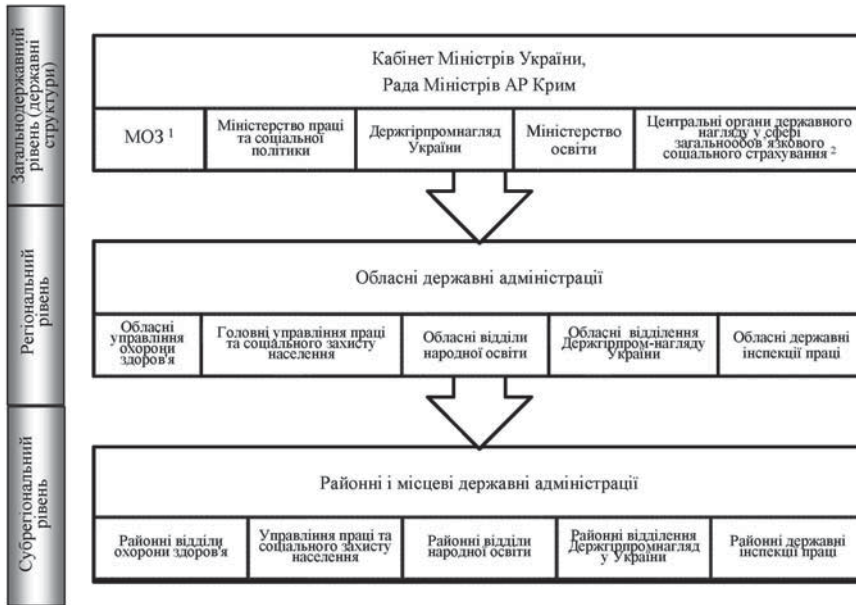 Загальнодержавний
рівень (державні
структури)
Кабінет Міністрів України,
Рада Міністрів АР Крим
МОЗ 1
Міністерство праці
та соціальної
політики
Держгірпромнагляд
України
Міністерство
освіти
Центральні органи державного
нагляду у сфері
загальнообов'язкового
соціального страхування 2
Регіональний
рівень
Обласні державні адміністрації
Обласні
управління
охорони
здоров'я
Головні управління праці
та соціального захисту
населення
Обласні відділи
народної освіти
Обласні відділення
Держгірпром-нагляду
України
Обласні державні
інспекції праці
Субрегіональний
рівень
Районні і місцеві державні адміністрації
Районні відділи
охорони здоров'я
Управління праці та
соціального захисту
населення
Районні відділи
народної освіти
Районні відділення
Держгірпромнагляд
у України
Районні державні
інспекції праці